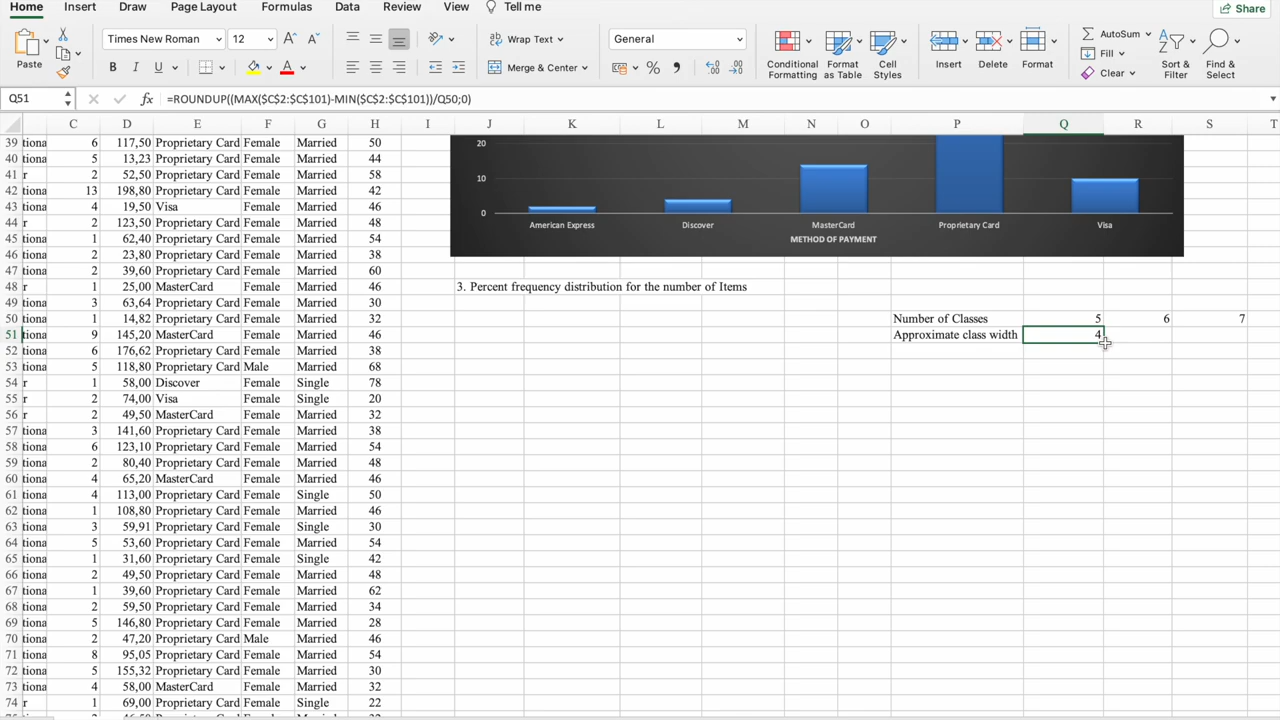 Home Insert Draw Page Layout Formulas Data Review View Tell me Share
Times New Roman 12 Wrap Text General AutoSum
Fill
Paste B I U Merge & Center % Conditional Formatting Format as Table Cell Styles Insert Delete Format Clear Sort & Filter Find & Select
Q51 fx =ROUNDUP((MAX($C$2:$C$101)-MIN($C$2:$C$101))/Q50;0)
C D E F G H I J K L M N O P Q R S T
39 tiona 6 117,50 Proprietary Card Female Married 50
40 tiona 5 13,23 Proprietary Card Female Married 44
41 r 2 52,50 Proprietary Card Female Married 58
42 tiona 13 198,80 Proprietary Card Female Married 42
43 tiona 4 19,50 Visa Female Married 46
44 r 2 123,50 Proprietary Card Female Married 48
45 tiona 1 62,40 Proprietary Card Female Married 54
46 tiona 2 23,80 Proprietary Card Female Married 38
47 tiona 2 39,60 Proprietary Card Female Married 60
48 r 1 25,00 MasterCard Female Married 46
49 tiona 3 63,64 Proprietary Card Female Married 30
50 tiona 1 14,82 Proprietary Card Female Married 32
51 tiona 9 145,20 MasterCard Female Married 46
52 tiona 6 176,62 Proprietary Card Female Married 38
53 tiona 5 118,80 Proprietary Card Male Married 68
54 r 1 58,00 Discover Female Single 78
55 r 2 74,00 Visa Female Single 20
56 r 2 49,50 MasterCard Female Married 32
57 tiona 3 141,60 Proprietary Card Female Married 38
58 tiona 6 123,10 Proprietary Card Female Married 54
59 tiona 2 80,40 Proprietary Card Female Married 48
60 tiona 4 65,20 MasterCard Female Married 46
61 tiona 4 113,00 Proprietary Card Female Single 50
62 tiona 1 108,80 Proprietary Card Female Married 46
63 tiona 3 59,91 Proprietary Card Female Single 30
64 tiona 5 53,60 Proprietary Card Female Married 54
65 tiona 1 31,60 Proprietary Card Female Single 42
66 tiona 2 49,50 Proprietary Card Female Married 48
67 tiona 1 39,60 Proprietary Card Female Married 62
68 tiona 2 59,50 Proprietary Card Female Married 34
69 tiona 5 146,80 Proprietary Card Female Married 28
70 tiona 2 47,20 Proprietary Card Male Married 46
71 tiona 8 95,05 Proprietary Card Female Married 54
72 tiona 5 155,32 Proprietary Card Female Married 30
73 tiona 4 58,00 MasterCard Female Married 32
74 r 1 69,00 Proprietary Card Female Single 22
20
10
0
American Express Discover MasterCard Proprietary Card Visa
METHOD OF PAYMENT
3. Percent frequency distribution for the number of Items
Number of Classes 5 6 7
Approximate class width 4